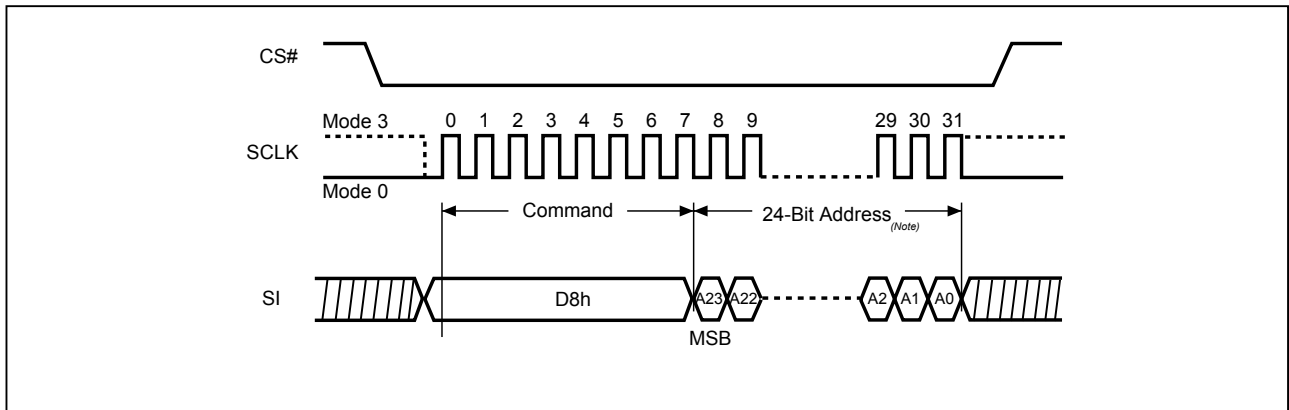 CS#
Mode 3
0 1 2 3 4 5 6 7 8 9 29 30 31
SCLK
Mode 0
Command
24-Bit Address (Note)
SI
D8h
A23 A22 A2 A1 A0
MSB